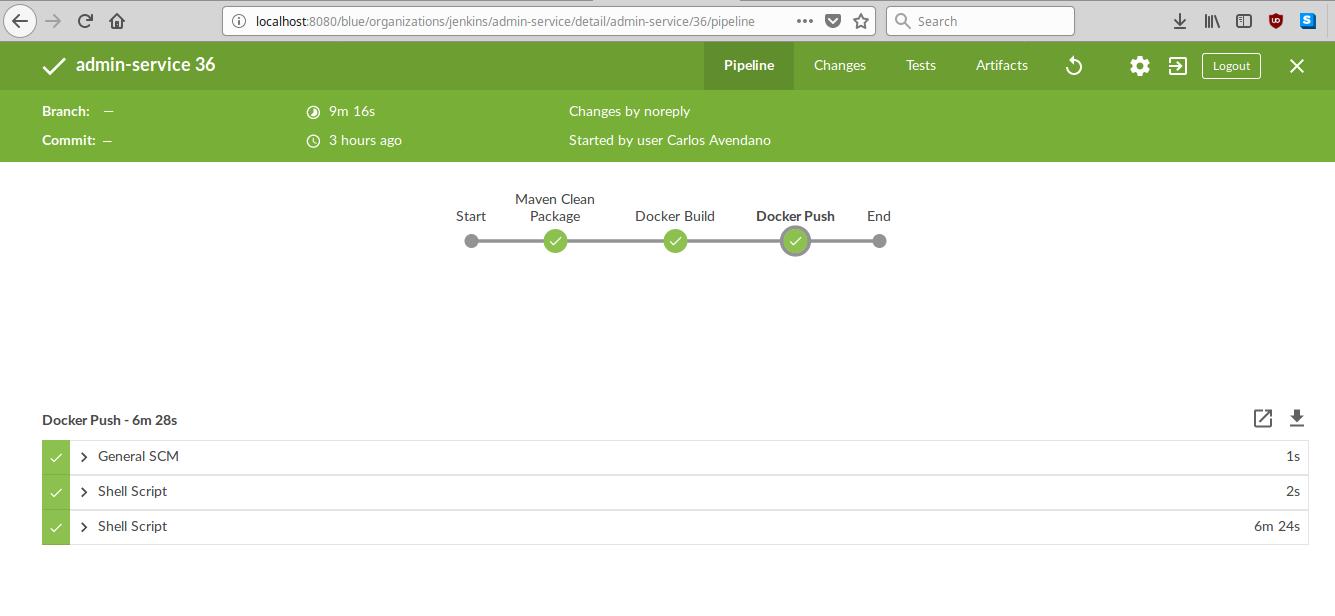 localhost:8080/blue/organizations/jenkins/admin-service/detail/admin-service/36/pipeline
Search
admin-service 36
Pipeline
Changes
Tests
Artifacts
Logout
Branch: —
9m 16s
Changes by noreply
Commit: —
3 hours ago
Started by user Carlos Avendano
Start
Maven Clean
Package
Docker Build
Docker Push
End
Docker Push - 6m 28s
General SCM
1s
Shell Script
2s
Shell Script
6m 24s